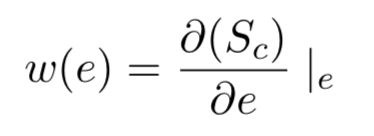 w(e) = ∂(S_c)/∂e |_e